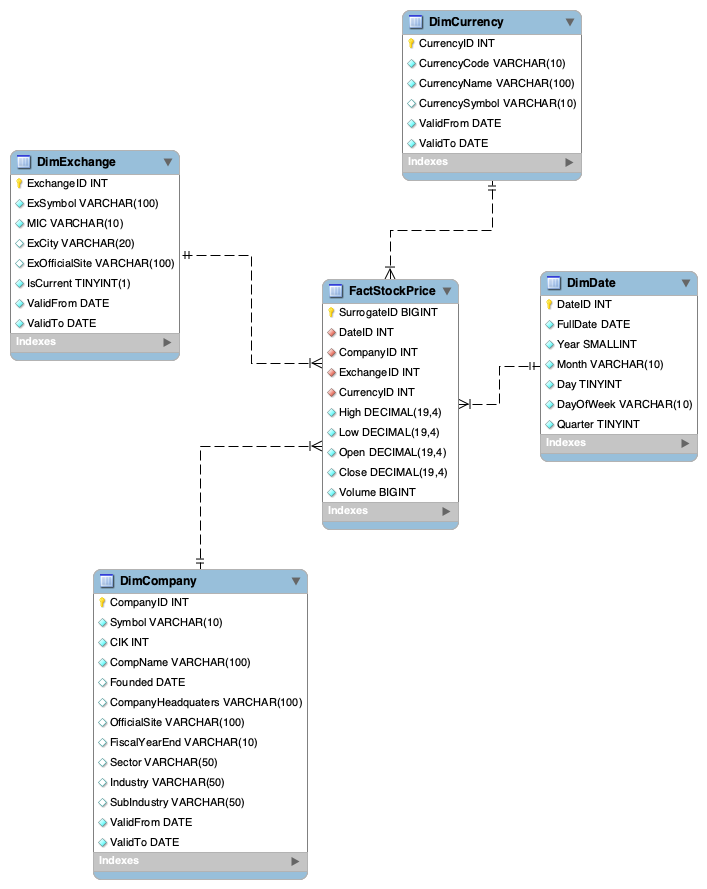 DimCurrency
CurrencyID INT
CurrencyCode VARCHAR(10)
CurrencyName VARCHAR(100)
CurrencySymbol VARCHAR(10)
ValidFrom DATE
ValidTo DATE
Indexes
DimExchange
ExchangeID INT
ExSymbol VARCHAR(100)
MIC VARCHAR(10)
ExCity VARCHAR(20)
ExOfficialSite VARCHAR(100)
IsCurrent TINYINT(1)
ValidFrom DATE
ValidTo DATE
Indexes
FactStockPrice
SurrogateID BIGINT
DateID INT
CompanyID INT
ExchangeID INT
CurrencyID INT
High DECIMAL(19,4)
Low DECIMAL(19,4)
Open DECIMAL(19,4)
Close DECIMAL(19,4)
Volume BIGINT
Indexes
DimDate
DateID INT
FullDate DATE
Year SMALLINT
Month VARCHAR(10)
Day TINYINT
DayOfWeek VARCHAR(10)
Quarter TINYINT
Indexes
DimCompany
CompanyID INT
Symbol VARCHAR(10)
CIK INT
CompName VARCHAR(100)
Founded DATE
CompanyHeadquaters VARCHAR(100)
OfficialSite VARCHAR(100)
FiscalYearEnd VARCHAR(10)
Sector VARCHAR(50)
Industry VARCHAR(50)
SubIndustry VARCHAR(50)
ValidFrom DATE
ValidTo DATE
Indexes